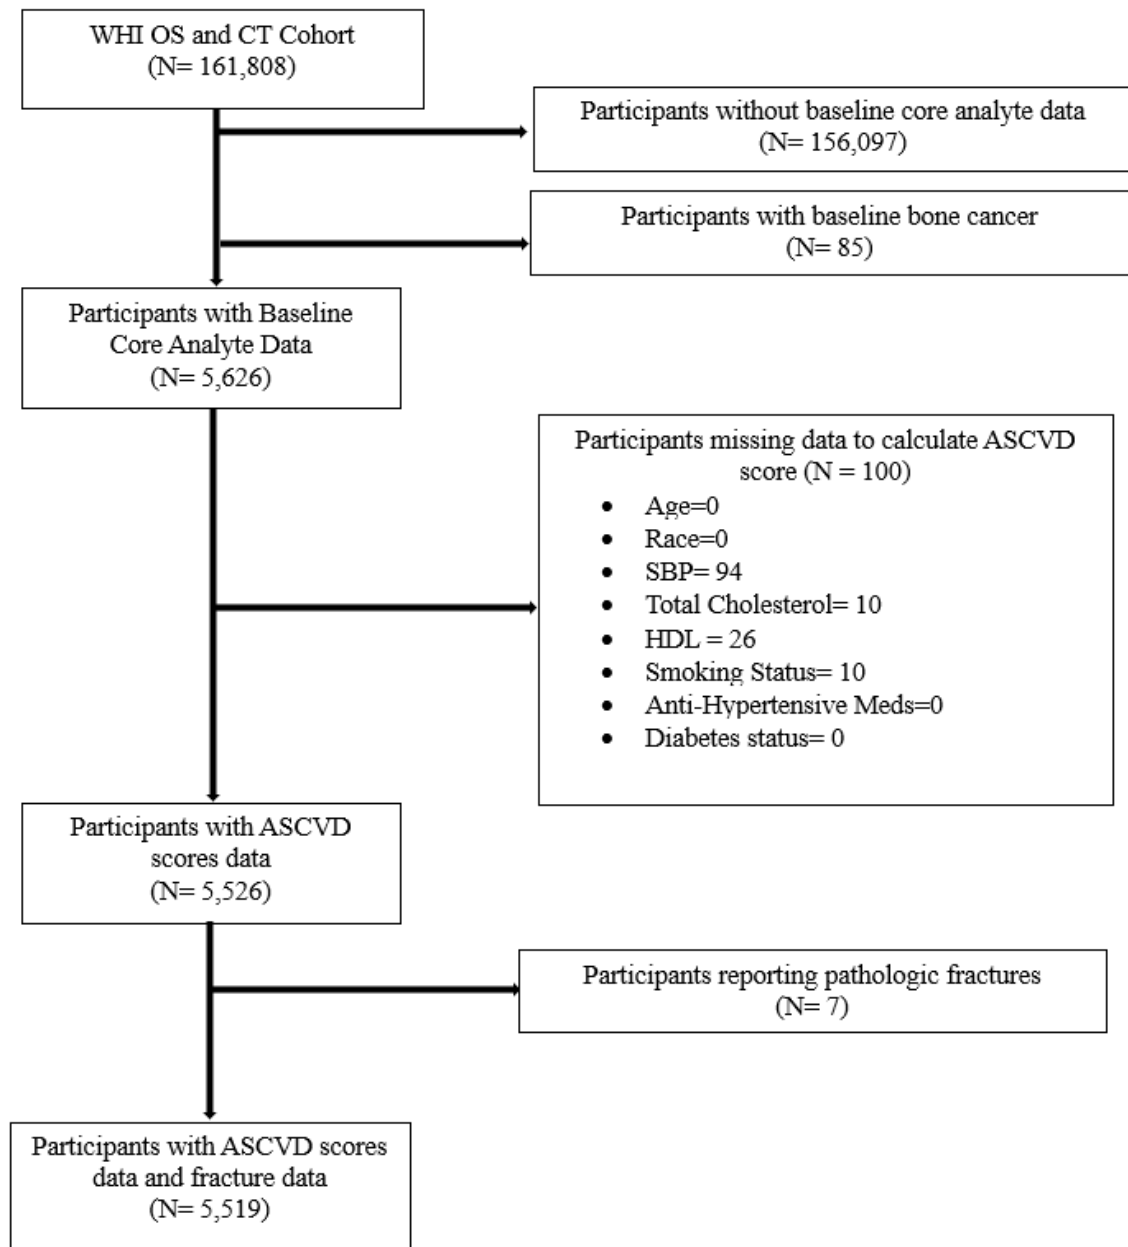 WHI OS and CT Cohort
(N= 161,808)
Participants without baseline core analyte data
(N= 156,097)
Participants with baseline bone cancer
(N= 85)
Participants with Baseline
Core Analyte Data
(N= 5,626)
Participants missing data to calculate ASCVD
score (N = 100)
• Age=0
• Race=0
• SBP= 94
• Total Cholesterol= 10
• HDL = 26
• Smoking Status= 10
• Anti-Hypertensive Meds=0
• Diabetes status= 0
Participants with ASCVD
scores data
(N= 5,526)
Participants reporting pathologic fractures
(N= 7)
Participants with ASCVD scores
data and fracture data
(N= 5,519)